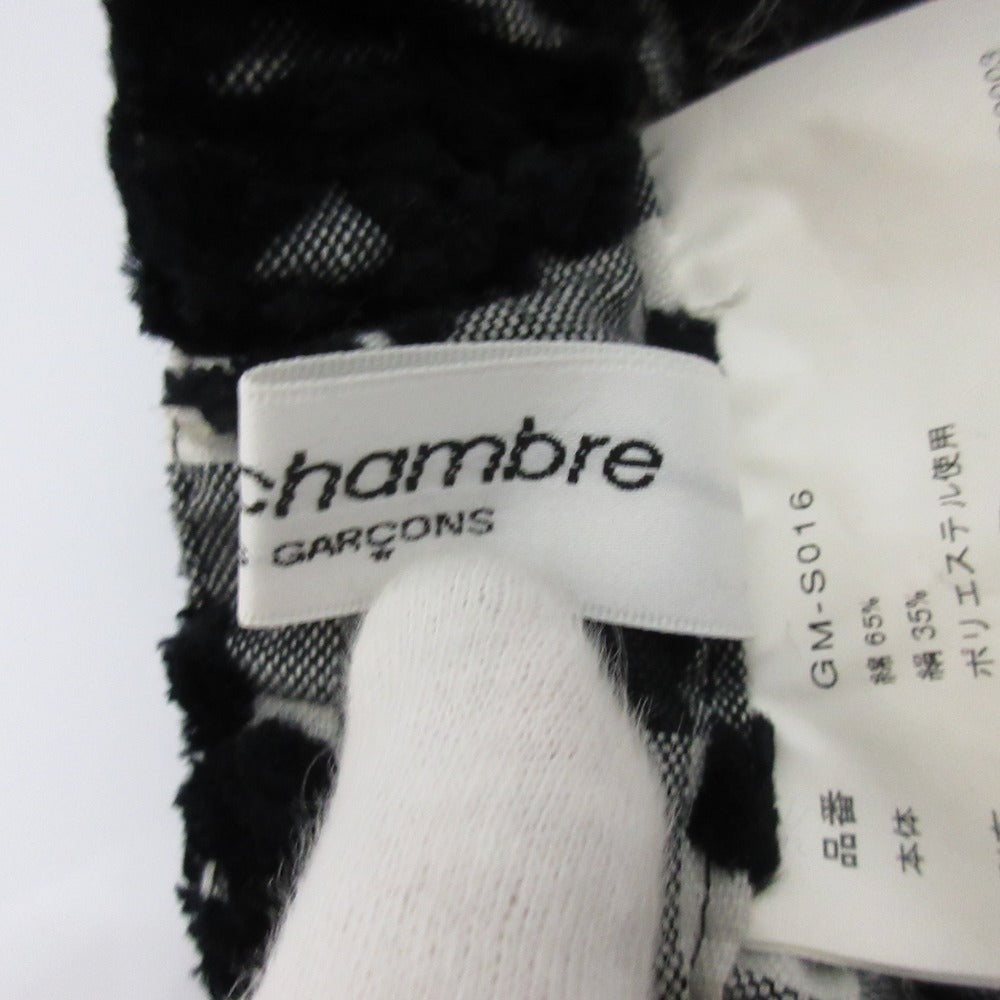 chambre
GARÇONS
品番 GM-S016
本体 綿 65%
絹 35%
ポリエステル使用